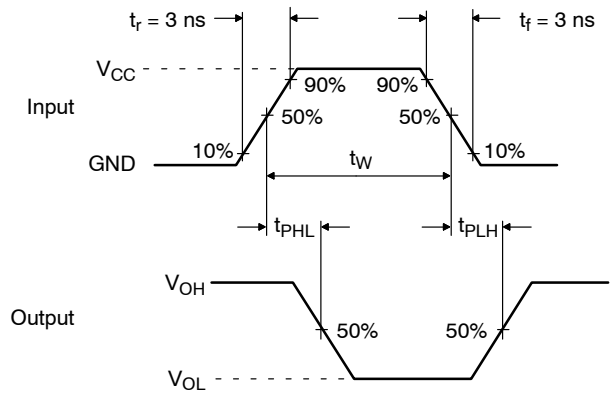 tr = 3 ns
tf = 3 ns
VCC
90%
90%
Input
50%
50%
10%
10%
GND
tW
tPHL
tPLH
VOH
Output
50%
50%
VOL